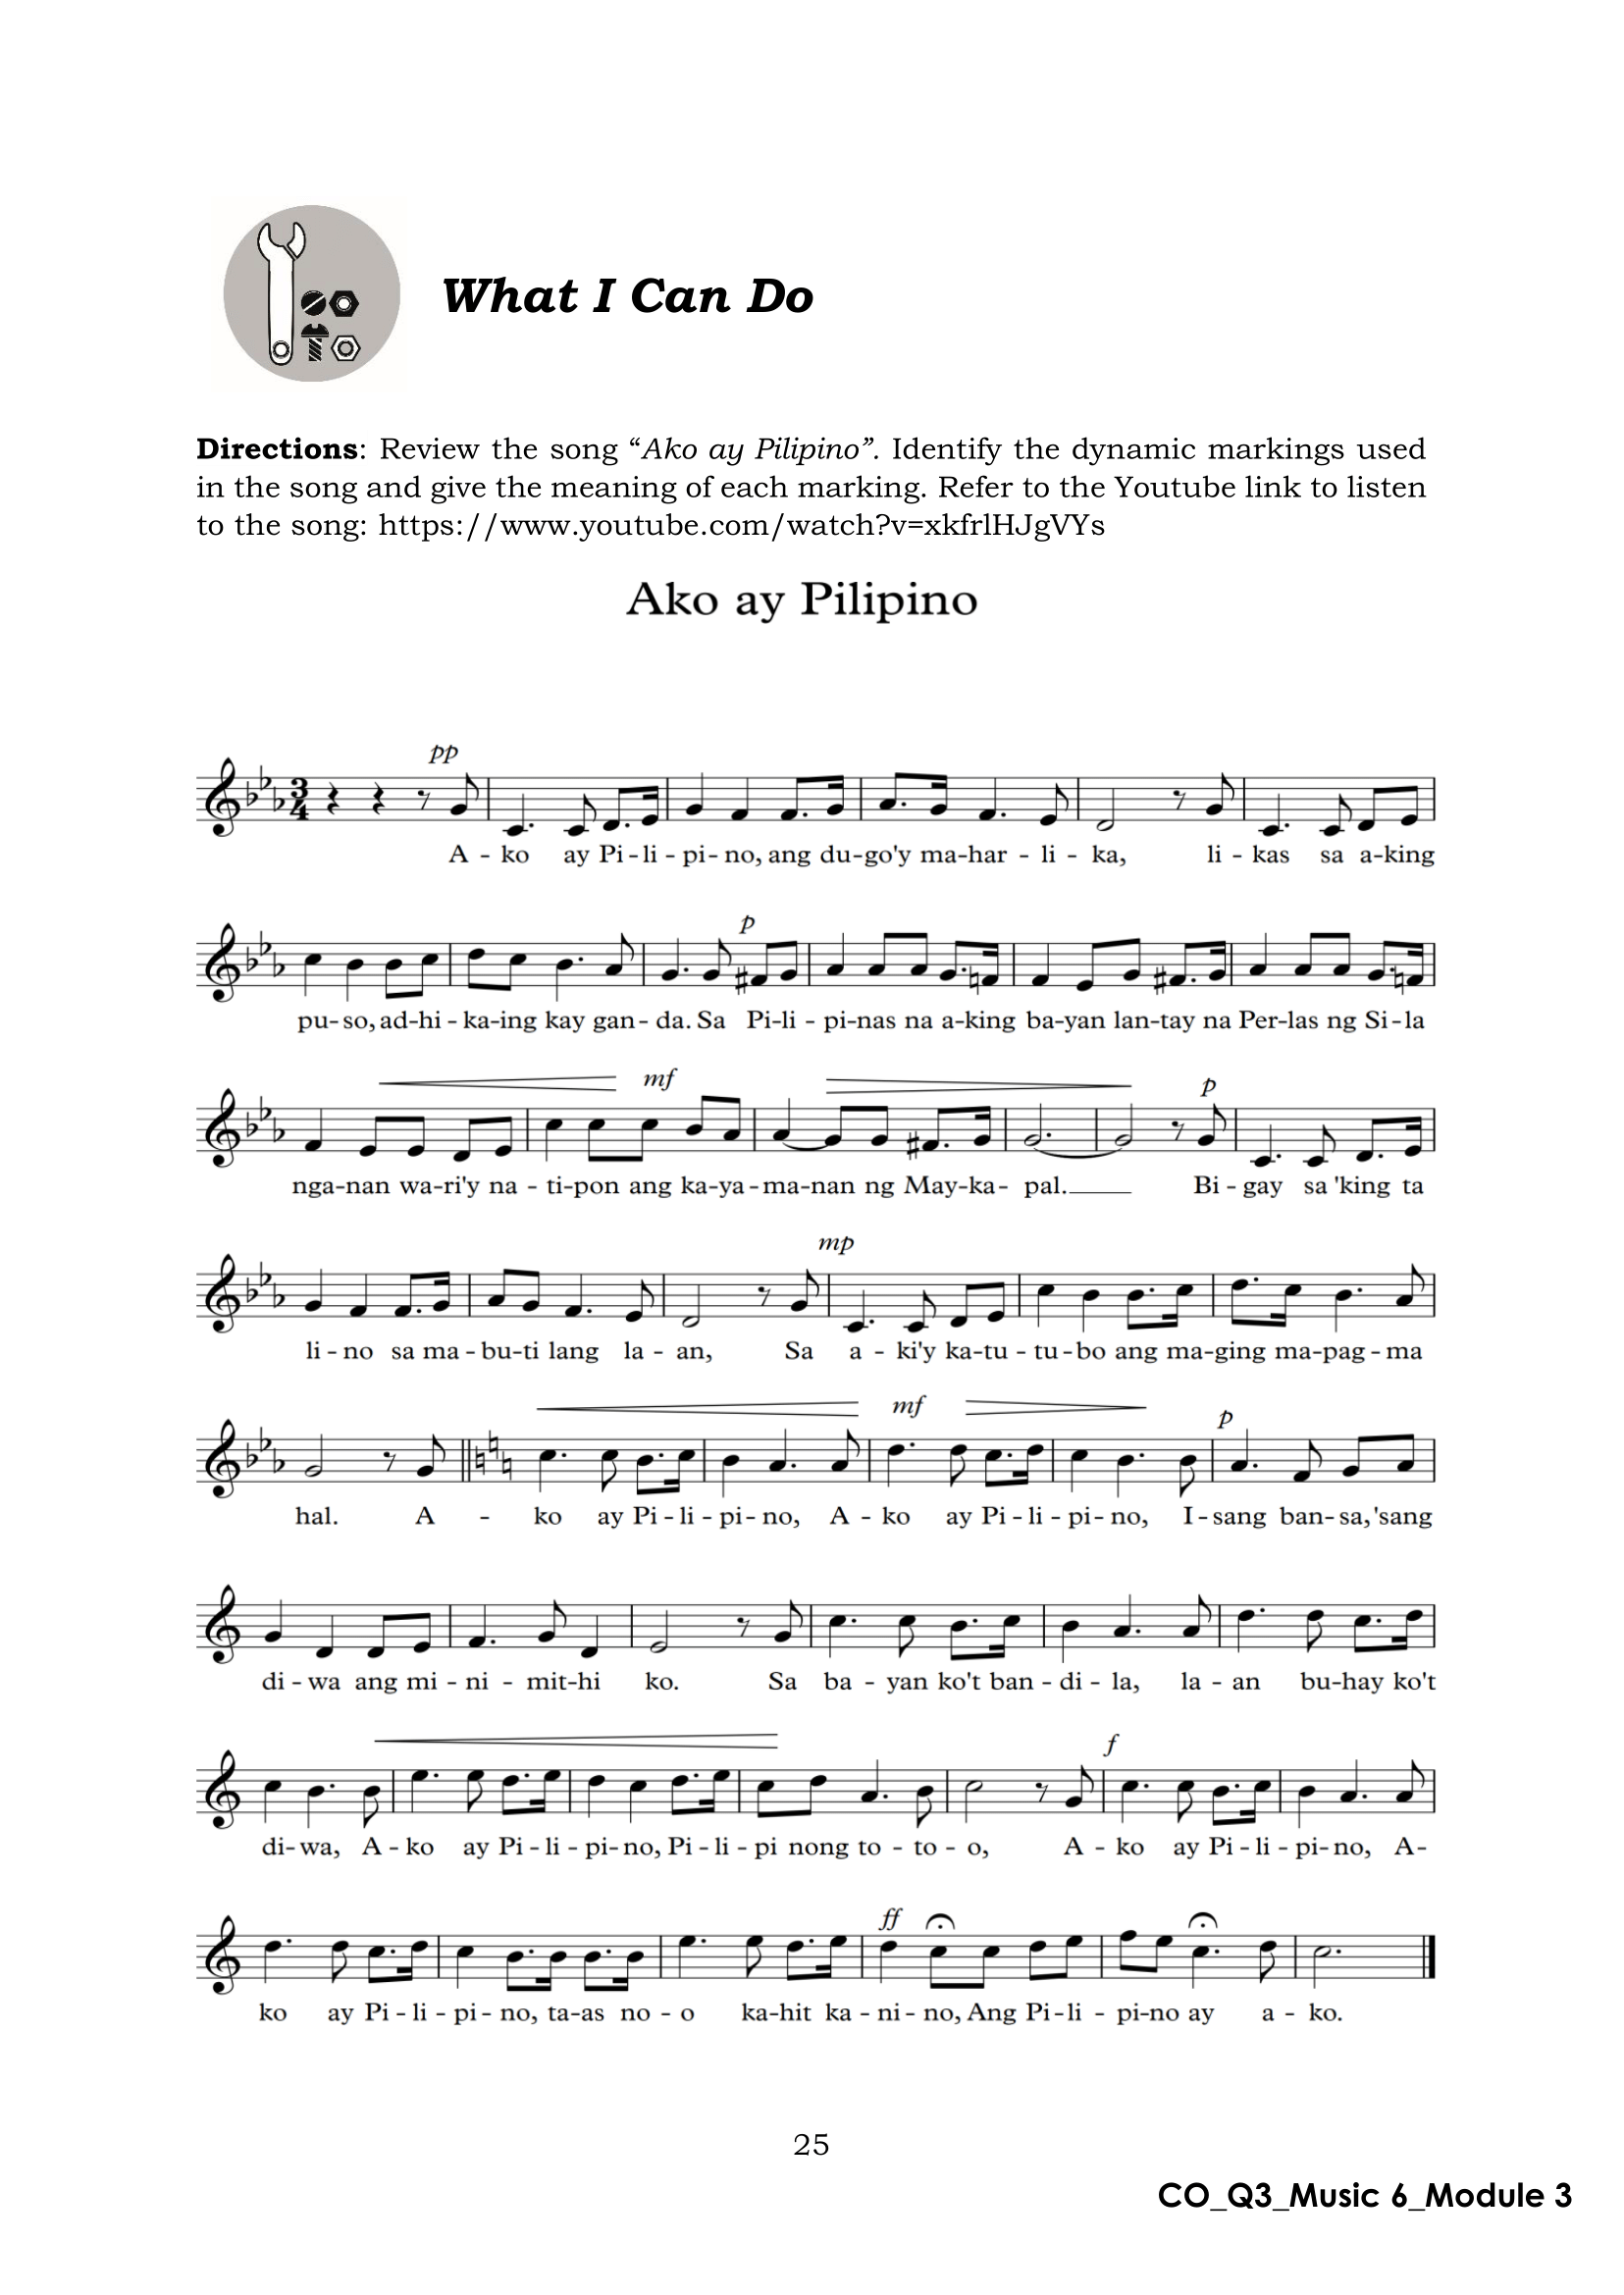 What I Can Do
Directions: Review the song “Ako ay Pilipino”. Identify the dynamic markings used
in the song and give the meaning of each marking. Refer to the Youtube link to listen
to the song: https://www.youtube.com/watch?v=xkfrlHJgVYs
Ako ay Pilipino
pp
3
4
A - ko ay Pi - li - pi - no, ang du - go'y ma-har - li - ka, li - kas sa a-king
p
pu - so, ad-hi - ka-ing kay gan - da. Sa Pi-li - pi-nas na a-king ba-yan lan-tay na Per-las ng Si - la
mf p
nga-nan wa-ri'y na - ti-pon ang ka-ya-ma-nan ng May-ka - pal. Bi - gay sa 'king ta
mp
li - no sa ma - bu-ti lang la - an, Sa a - ki'y ka-tu - tu - bo ang ma-ging ma-pag - ma
mf p
hal. A - ko ay Pi - li - pi - no, A - ko ay Pi - li - pi - no, I - sang ban - sa, 'sang
di - wa ang mi - ni - mit-hi ko. Sa ba - yan ko't ban - di - la, la - an bu-hay ko't
f
di- wa, A - ko ay Pi - li - pi- no, Pi - li - pi nong to - to - o, A - ko ay Pi - li - pi- no, A-
ff
ko ay Pi - li - pi - no, ta-as no - o ka-hit ka - ni - no, Ang Pi-li - pi-no ay a - ko.
25
CO_Q3_Music 6_Module 3